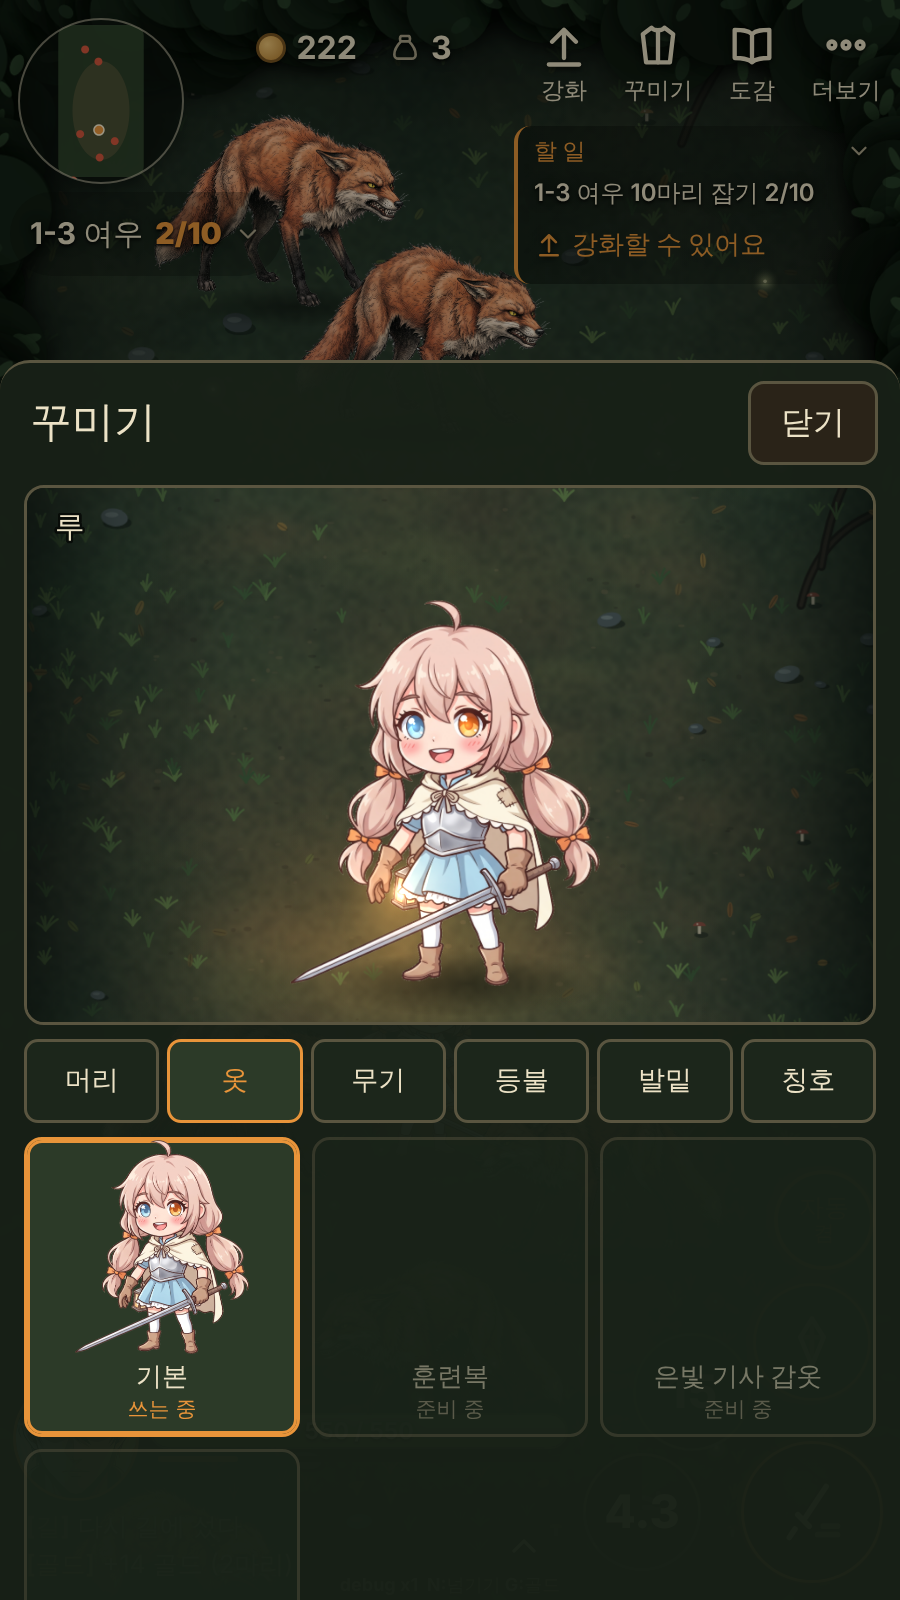 222
3
강화
꾸미기
도감
더보기
할 일
1-3 여우 10마리 잡기 2/10
강화할 수 있어요
1-3 여우 2/10
꾸미기
닫기
루
머리
옷
무기
등불
발밑
칭호
기본
쓰는 중
훈련복
준비 중
은빛 기사 갑옷
준비 중
4.3